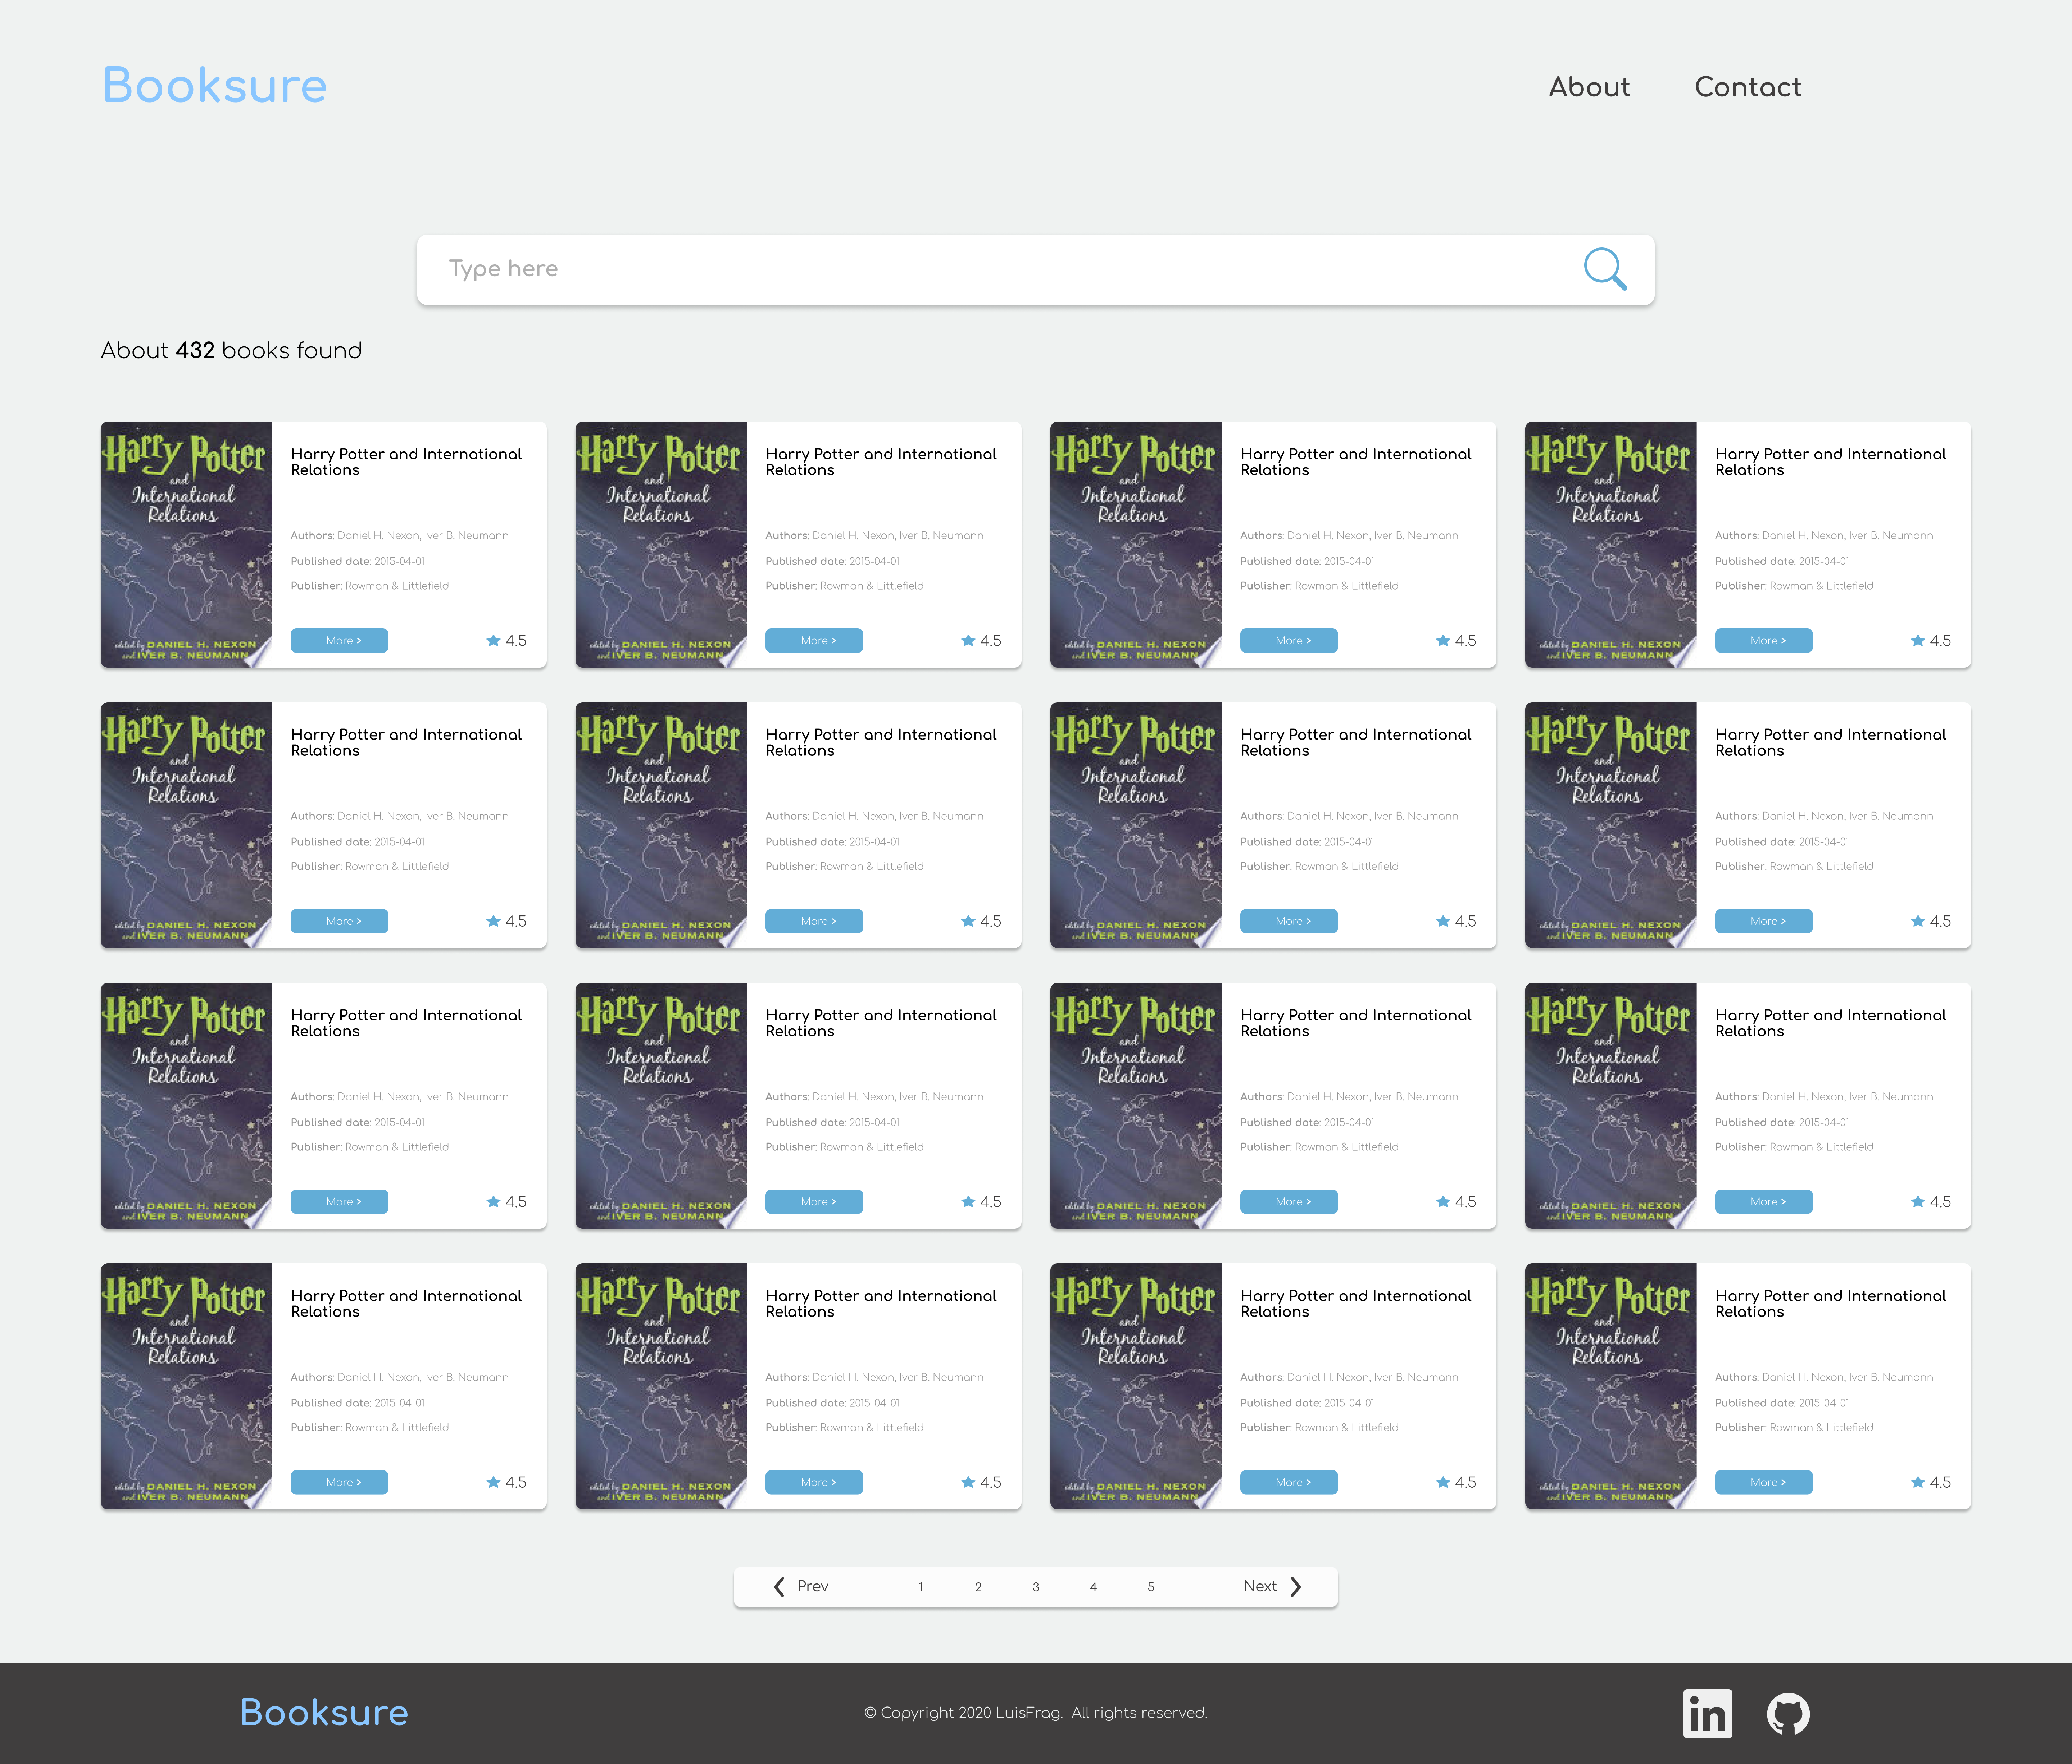 Booksure
About Contact
Type here
About 432 books found
Harry Potter
and
International
Relations
edited by DANIEL H. NEXON
and IVER B. NEUMANN
Harry Potter and International
Relations
Authors: Daniel H. Nexon, Iver B. Neumann
Published date: 2015-04-01
Publisher: Rowman & Littlefield
More >
4.5
Harry Potter
and
International
Relations
edited by DANIEL H. NEXON
and IVER B. NEUMANN
Harry Potter and International
Relations
Authors: Daniel H. Nexon, Iver B. Neumann
Published date: 2015-04-01
Publisher: Rowman & Littlefield
More >
4.5
Harry Potter
and
International
Relations
edited by DANIEL H. NEXON
and IVER B. NEUMANN
Harry Potter and International
Relations
Authors: Daniel H. Nexon, Iver B. Neumann
Published date: 2015-04-01
Publisher: Rowman & Littlefield
More >
4.5
Harry Potter
and
International
Relations
edited by DANIEL H. NEXON
and IVER B. NEUMANN
Harry Potter and International
Relations
Authors: Daniel H. Nexon, Iver B. Neumann
Published date: 2015-04-01
Publisher: Rowman & Littlefield
More >
4.5
Harry Potter
and
International
Relations
edited by DANIEL H. NEXON
and IVER B. NEUMANN
Harry Potter and International
Relations
Authors: Daniel H. Nexon, Iver B. Neumann
Published date: 2015-04-01
Publisher: Rowman & Littlefield
More >
4.5
Harry Potter
and
International
Relations
edited by DANIEL H. NEXON
and IVER B. NEUMANN
Harry Potter and International
Relations
Authors: Daniel H. Nexon, Iver B. Neumann
Published date: 2015-04-01
Publisher: Rowman & Littlefield
More >
4.5
Harry Potter
and
International
Relations
edited by DANIEL H. NEXON
and IVER B. NEUMANN
Harry Potter and International
Relations
Authors: Daniel H. Nexon, Iver B. Neumann
Published date: 2015-04-01
Publisher: Rowman & Littlefield
More >
4.5
Harry Potter
and
International
Relations
edited by DANIEL H. NEXON
and IVER B. NEUMANN
Harry Potter and International
Relations
Authors: Daniel H. Nexon, Iver B. Neumann
Published date: 2015-04-01
Publisher: Rowman & Littlefield
More >
4.5
Harry Potter
and
International
Relations
edited by DANIEL H. NEXON
and IVER B. NEUMANN
Harry Potter and International
Relations
Authors: Daniel H. Nexon, Iver B. Neumann
Published date: 2015-04-01
Publisher: Rowman & Littlefield
More >
4.5
Harry Potter
and
International
Relations
edited by DANIEL H. NEXON
and IVER B. NEUMANN
Harry Potter and International
Relations
Authors: Daniel H. Nexon, Iver B. Neumann
Published date: 2015-04-01
Publisher: Rowman & Littlefield
More >
4.5
Harry Potter
and
International
Relations
edited by DANIEL H. NEXON
and IVER B. NEUMANN
Harry Potter and International
Relations
Authors: Daniel H. Nexon, Iver B. Neumann
Published date: 2015-04-01
Publisher: Rowman & Littlefield
More >
4.5
Harry Potter
and
International
Relations
edited by DANIEL H. NEXON
and IVER B. NEUMANN
Harry Potter and International
Relations
Authors: Daniel H. Nexon, Iver B. Neumann
Published date: 2015-04-01
Publisher: Rowman & Littlefield
More >
4.5
Harry Potter
and
International
Relations
edited by DANIEL H. NEXON
and IVER B. NEUMANN
Harry Potter and International
Relations
Authors: Daniel H. Nexon, Iver B. Neumann
Published date: 2015-04-01
Publisher: Rowman & Littlefield
More >
4.5
Harry Potter
and
International
Relations
edited by DANIEL H. NEXON
and IVER B. NEUMANN
Harry Potter and International
Relations
Authors: Daniel H. Nexon, Iver B. Neumann
Published date: 2015-04-01
Publisher: Rowman & Littlefield
More >
4.5
Harry Potter
and
International
Relations
edited by DANIEL H. NEXON
and IVER B. NEUMANN
Harry Potter and International
Relations
Authors: Daniel H. Nexon, Iver B. Neumann
Published date: 2015-04-01
Publisher: Rowman & Littlefield
More >
4.5
Harry Potter
and
International
Relations
edited by DANIEL H. NEXON
and IVER B. NEUMANN
Harry Potter and International
Relations
Authors: Daniel H. Nexon, Iver B. Neumann
Published date: 2015-04-01
Publisher: Rowman & Littlefield
More >
4.5
Prev 1 2 3 4 5 Next
Booksure
© Copyright 2020 LuisFrag. All rights reserved.
in